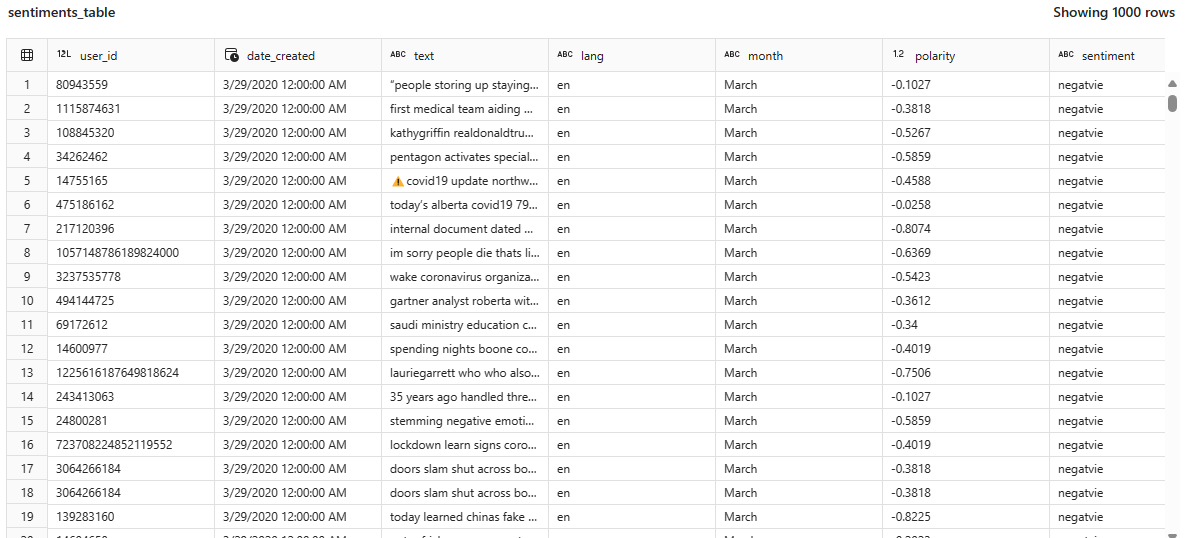 sentiments_table Showing 1000 rows
12L user_id ABC date_created ABC text ABC lang ABC month 1.2 polarity ABC sentiment
1 80943559 3/29/2020 12:00:00 AM "people storing up staying... en March -0.1027 negatvie
2 1115874631 3/29/2020 12:00:00 AM first medical team aiding ... en March -0.3818 negatvie
3 108845320 3/29/2020 12:00:00 AM kathygriffin realdonaldtru... en March -0.5267 negatvie
4 34262462 3/29/2020 12:00:00 AM pentagon activates special... en March -0.5859 negatvie
5 14755165 3/29/2020 12:00:00 AM ⚠️covid19 update northw... en March -0.4588 negatvie
6 475186162 3/29/2020 12:00:00 AM today's alberta covid19 79... en March -0.0258 negatvie
7 217120396 3/29/2020 12:00:00 AM internal document dated ... en March -0.8074 negatvie
8 1057148786189824000 3/29/2020 12:00:00 AM im sorry people die thats li... en March -0.6369 negatvie
9 3237535778 3/29/2020 12:00:00 AM wake coronavirus organiza... en March -0.5423 negatvie
10 494144725 3/29/2020 12:00:00 AM gartner analyst roberta wit... en March -0.3612 negatvie
11 69172612 3/29/2020 12:00:00 AM saudi ministry education c... en March -0.34 negatvie
12 14600977 3/29/2020 12:00:00 AM spending nights boone co... en March -0.4019 negatvie
13 1225616187649818624 3/29/2020 12:00:00 AM lauriegarrett who who also... en March -0.7506 negatvie
14 243413063 3/29/2020 12:00:00 AM 35 years ago handled thre... en March -0.1027 negatvie
15 24800281 3/29/2020 12:00:00 AM stemming negative emoti... en March -0.5859 negatvie
16 723708224852119552 3/29/2020 12:00:00 AM lockdown learn signs coro... en March -0.4019 negatvie
17 3064266184 3/29/2020 12:00:00 AM doors slam shut across bo... en March -0.3818 negatvie
18 3064266184 3/29/2020 12:00:00 AM doors slam shut across bo... en March -0.3818 negatvie
19 139283160 3/29/2020 12:00:00 AM today learned chinas fake ... en March -0.8225 negatvie